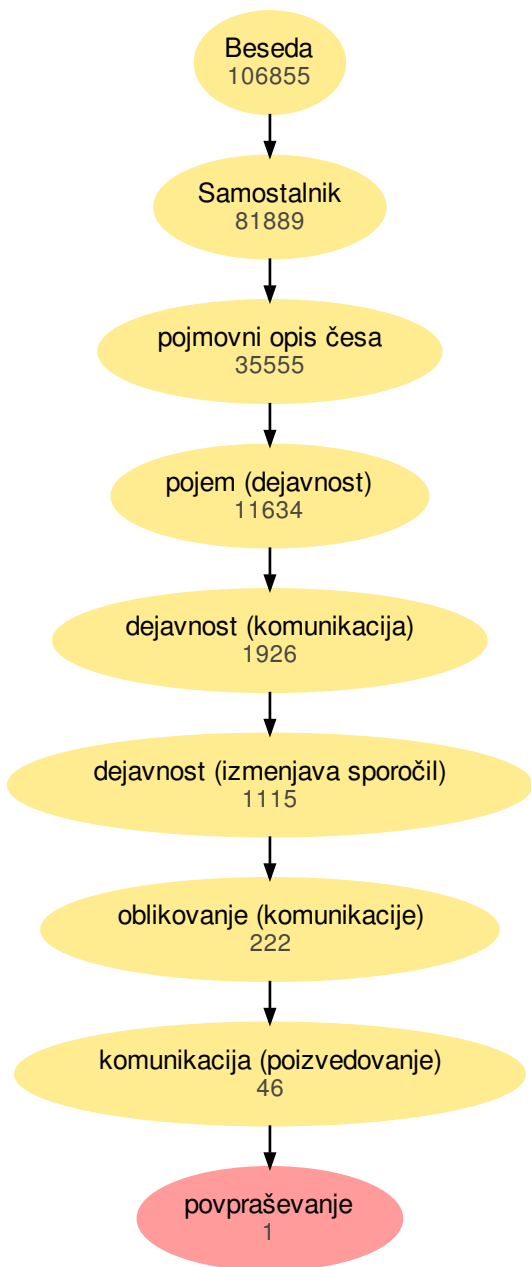 Beseda
106855
Samostalnik
81889
pojmovni opis česa
35555
pojem (dejavnost)
11634
dejavnost (komunikacija)
1926
dejavnost (izmenjava sporočil)
1115
oblikovanje (komunikacije)
222
komunikacija (poizvedovanje)
46
povpraševanje
1